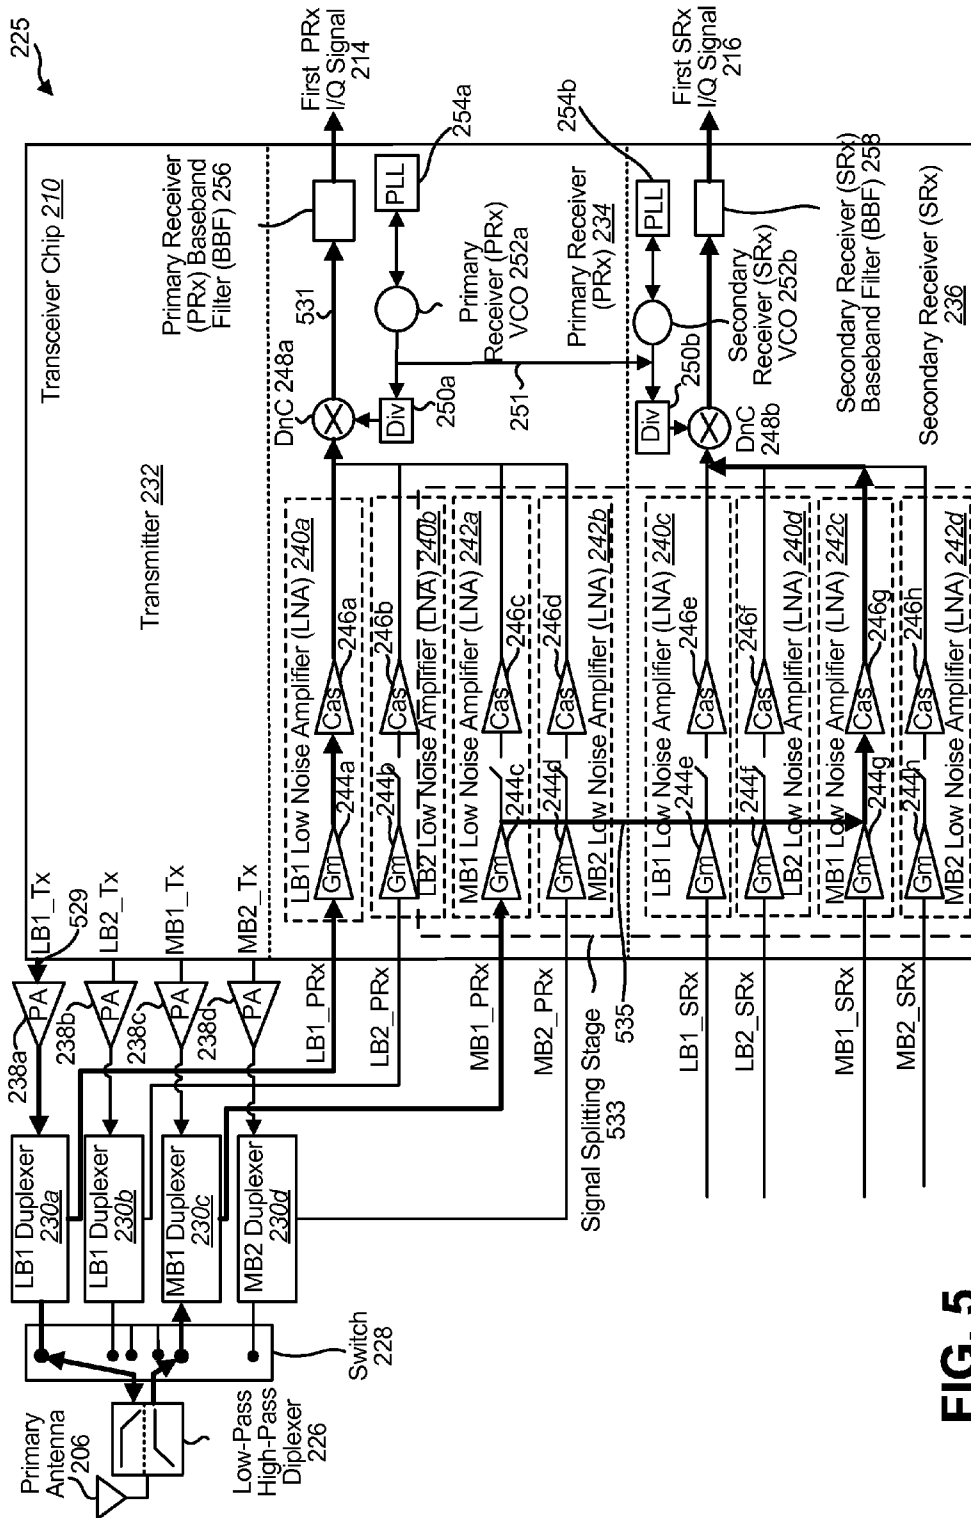 225
Transceiver Chip 210
Transmitter 232
Primary Antenna
206
Low-Pass
High-Pass
Diplexer
226
Switch
228
LB1 Duplexer
230a
LB1 Duplexer
230b
MB1 Duplexer
230c
MB2 Duplexer
230d
238a
PA
238b
PA
238c
PA
238d
PA
LB1_Tx
529
LB2_Tx
MB1_Tx
MB2_Tx
LB1_PRx
LB2_PRx
MB1_PRx
MB2_PRx
Signal Splitting Stage
533
535
LB1_SRx
LB2_SRx
MB1_SRx
MB2_SRx
LB1 Low Noise Amplifier (LNA) 240a
Gm
244a
Cas
246a
Gm
244b
Cas
246b
LB2 Low Noise Amplifier (LNA) 240b
MB1 Low Noise Amplifier (LNA) 242a
Gm
244c
Cas
246c
Gm
244d
Cas
246d
MB2 Low Noise Amplifier (LNA) 242b
LB1 Low Noise Amplifier (LNA) 240c
Gm
244e
Cas
246e
Gm
244f
Cas
246f
LB2 Low Noise Amplifier (LNA) 240d
MB1 Low Noise Amplifier (LNA) 242c
Gm
244g
Cas
246g
Gm
244h
Cas
246h
MB2 Low Noise Amplifier (LNA) 242d
Primary Receiver
(PRx) Baseband
Filter (BBF) 256
531
DnC 248a
Div
250a
PLL
254a
Primary
Receiver (PRx)
VCO 252a
251
Primary Receiver
(PRx) 234
First PRx
I/Q Signal
214
PLL
254b
Div
250b
DnC
248b
Secondary
Receiver (SRx)
VCO 252b
First SRx
I/Q Signal
216
Secondary Receiver (SRx)
Baseband Filter (BBF) 258
Secondary Receiver (SRx)
236
FIG. 5